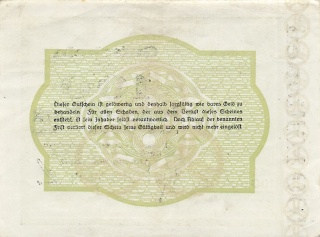 Dieser Gutschein ist geldwertig und deshalb sorgfältig wie bares Geld zu
behandeln. Für allen Schaden, der aus dem Verlust dieses Scheines
entsteht, ist sein Inhaber selbst verantwortlich. Nach Ablauf der benannten
Frist verliert dieser Schein seine Gültigkeit und wird nicht mehr eingelöst